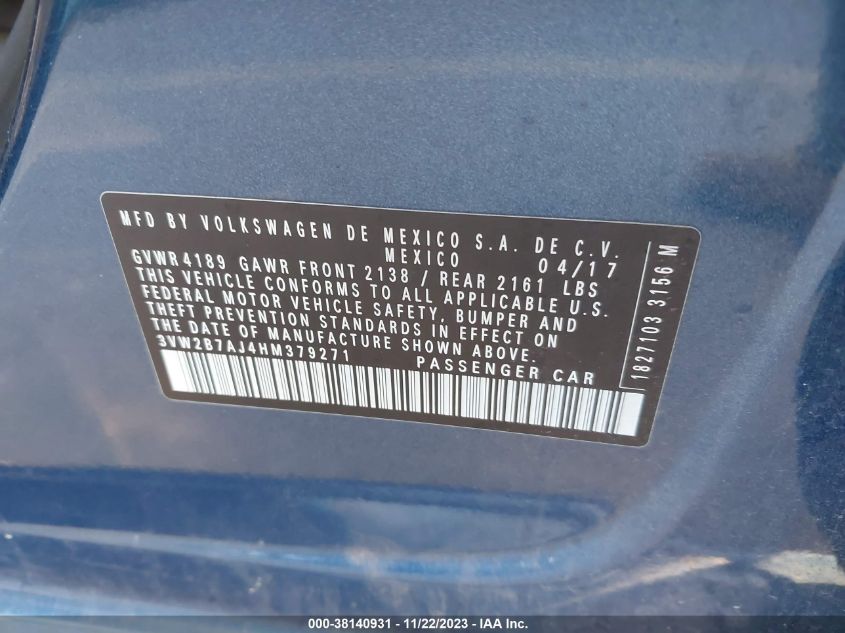 MFD BY VOLKSWAGEN DE MEXICO S.A. DE C.V.
MEXICO 04/17
GVWR 4189 GAWR FRONT 2138 / REAR 2161 LBS
THIS VEHICLE CONFORMS TO ALL APPLICABLE U.S.
FEDERAL MOTOR VEHICLE SAFETY, BUMPER AND
THEFT PREVENTION STANDARDS IN EFFECT ON
THE DATE OF MANUFACTURE SHOWN ABOVE.
3VW2B7AJ4HM379271 PASSENGER CAR
1827103 3156 M
000-38140931 - 11/22/2023 - IAA Inc.